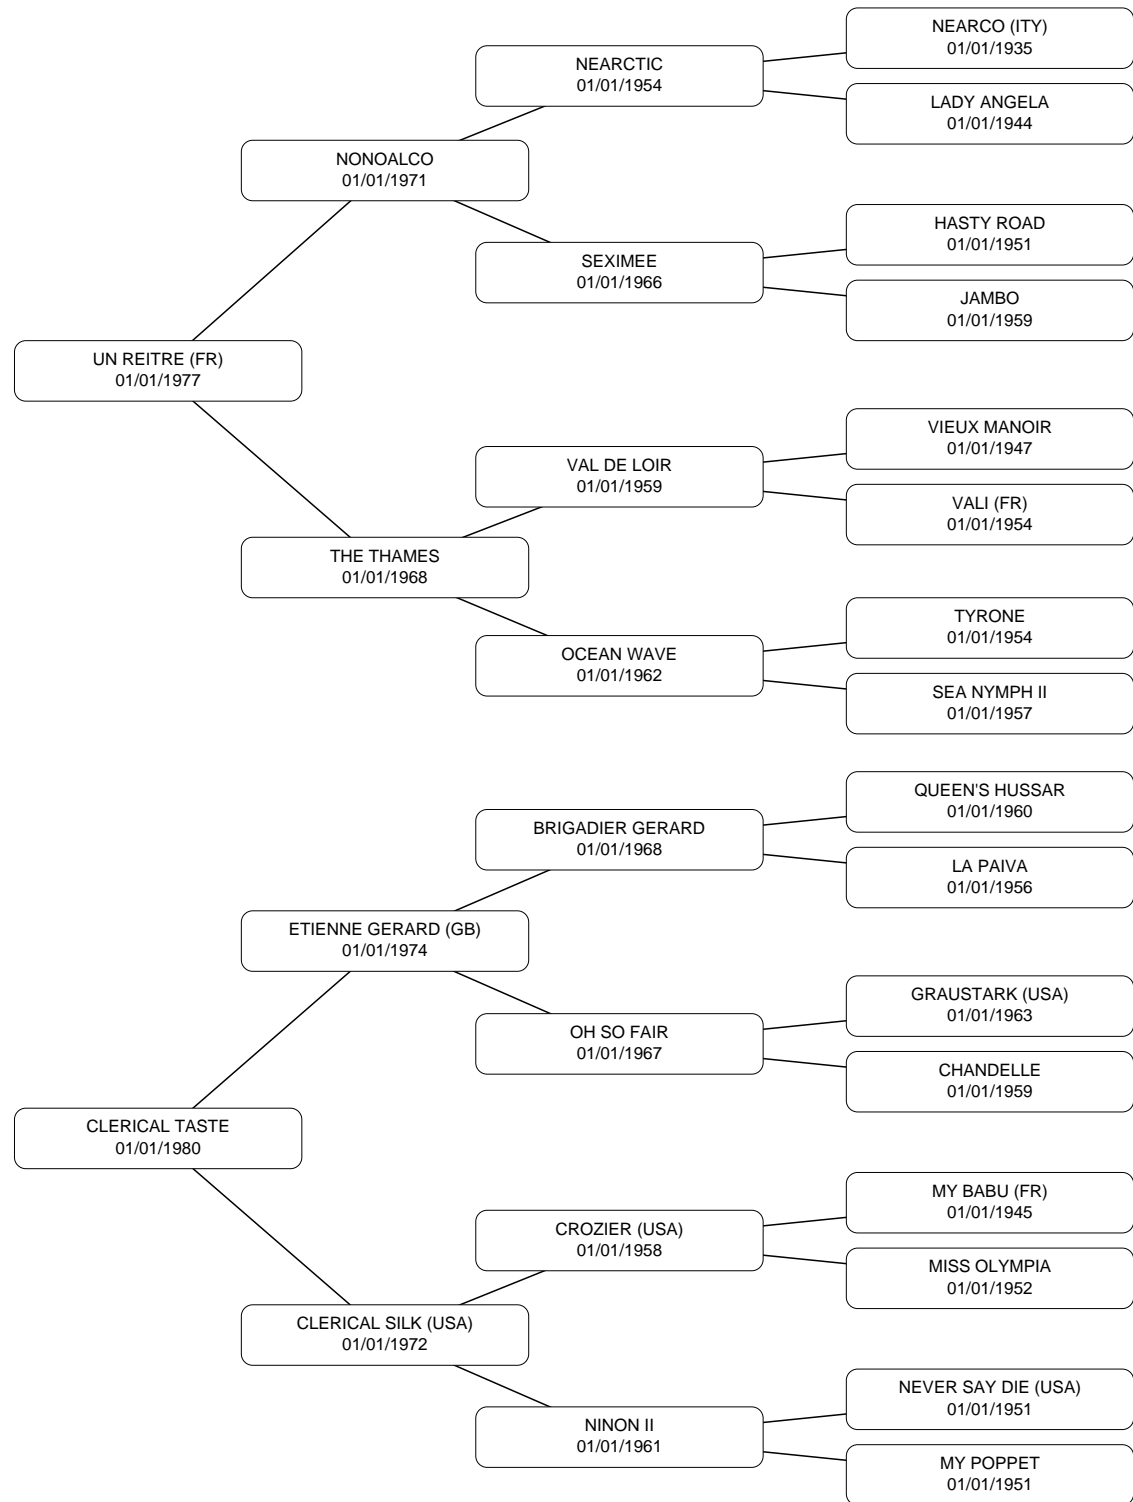 NEARCO (ITY)
01/01/1935
NEARCTIC
01/01/1954
LADY ANGELA
01/01/1944
NONOALCO
01/01/1971
HASTY ROAD
01/01/1951
SEXIMEE
01/01/1966
JAMBO
01/01/1959
UN REITRE (FR)
01/01/1977
VIEUX MANOIR
01/01/1947
VAL DE LOIR
01/01/1959
VALI (FR)
01/01/1954
THE THAMES
01/01/1968
TYRONE
01/01/1954
OCEAN WAVE
01/01/1962
SEA NYMPH II
01/01/1957
QUEEN'S HUSSAR
01/01/1960
BRIGADIER GERARD
01/01/1968
LA PAIVA
01/01/1956
ETIENNE GERARD (GB)
01/01/1974
GRAUSTARK (USA)
01/01/1963
OH SO FAIR
01/01/1967
CHANDELLE
01/01/1959
CLERICAL TASTE
01/01/1980
MY BABU (FR)
01/01/1945
CROZIER (USA)
01/01/1958
MISS OLYMPIA
01/01/1952
CLERICAL SILK (USA)
01/01/1972
NEVER SAY DIE (USA)
01/01/1951
NINON II
01/01/1961
MY POPPET
01/01/1951